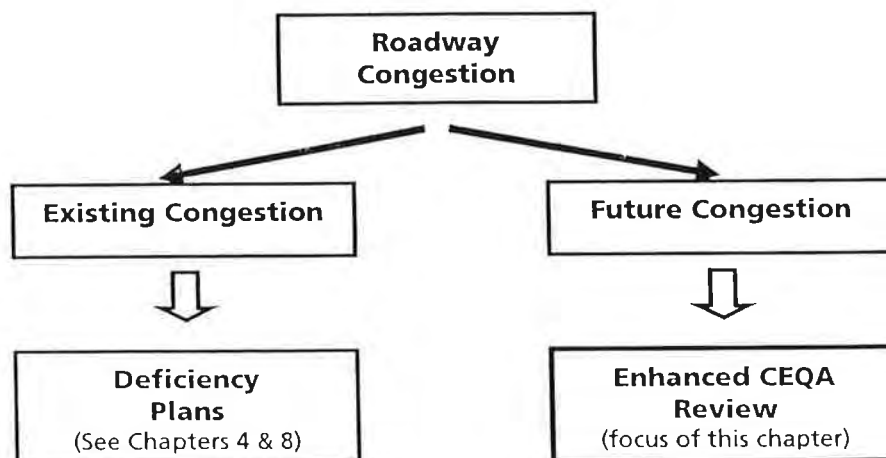 Roadway
Congestion
Existing Congestion
Future Congestion
Deficiency
Plans
(See Chapters 4 & 8)
Enhanced CEQA
Review
(focus of this chapter)